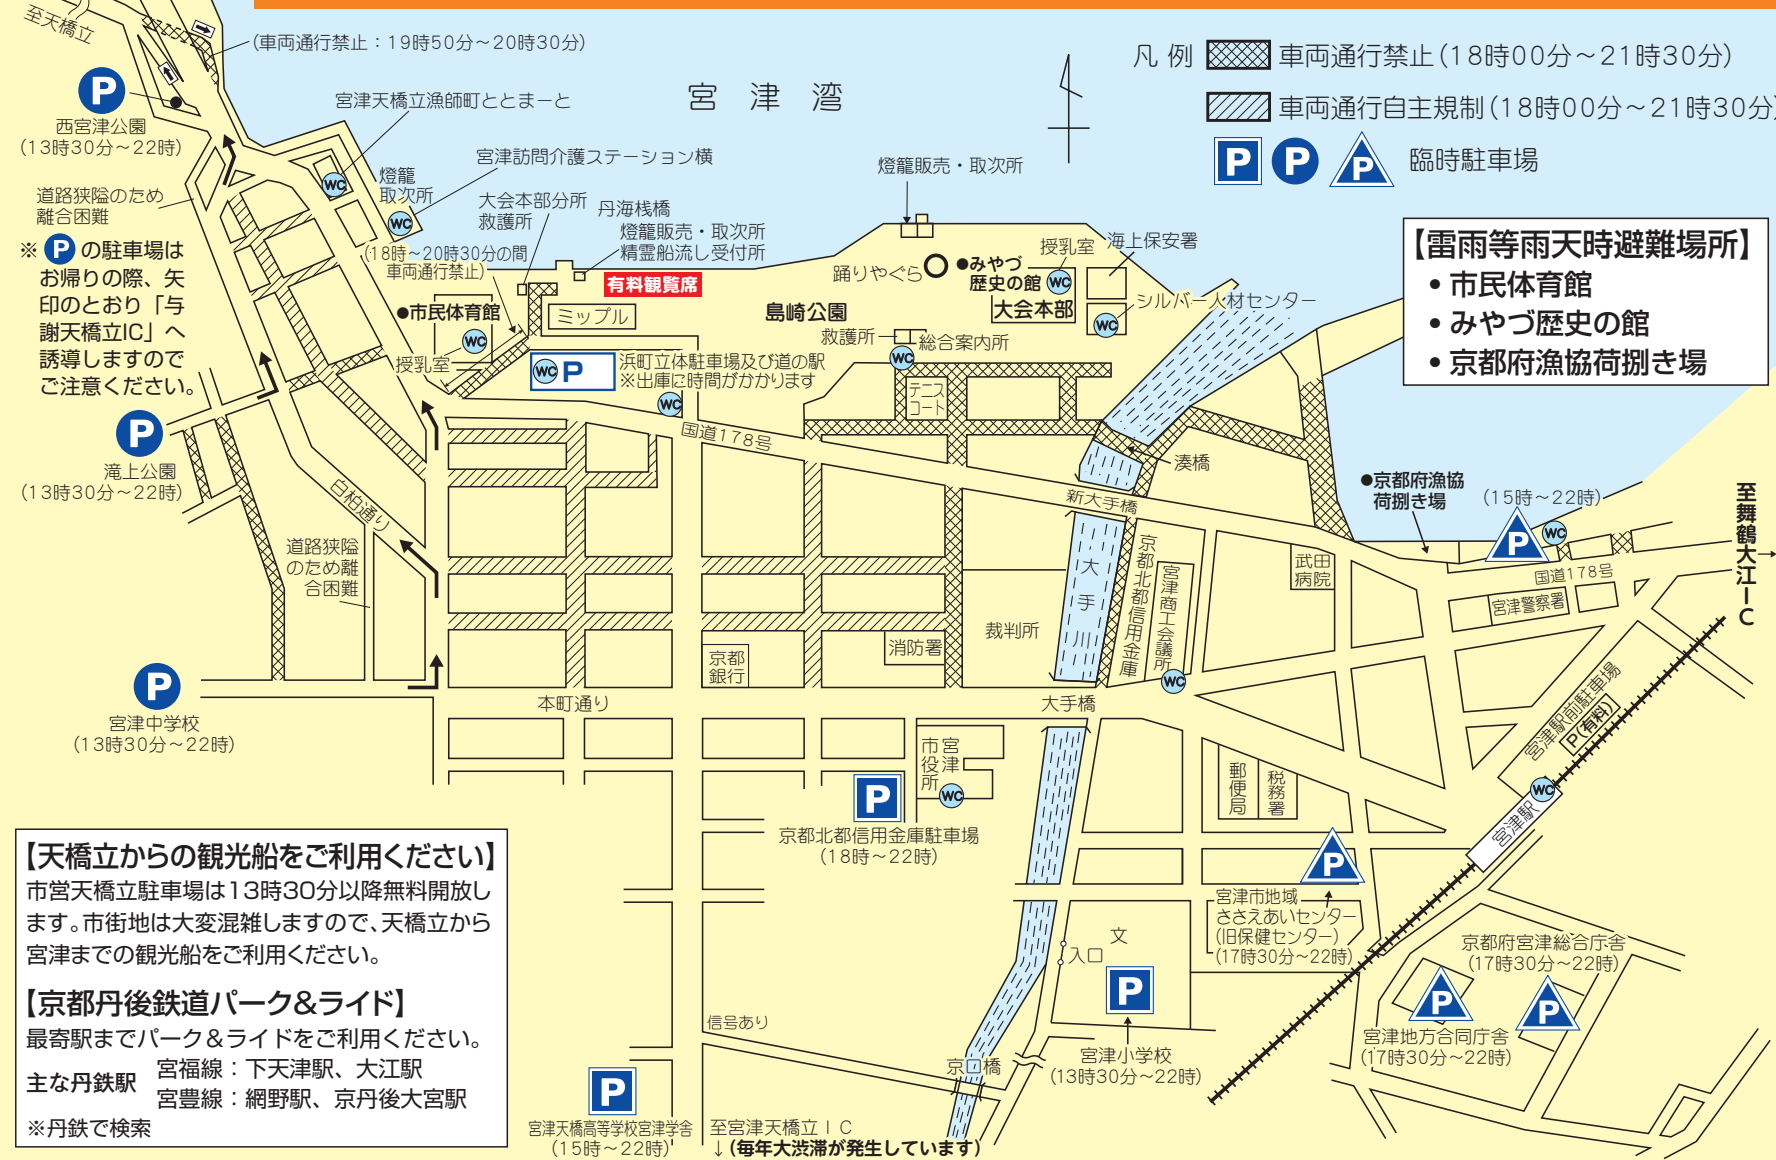 至天橋立
(車両通行禁止：19時50分～20時30分)
宮津湾
凡例
車両通行禁止(18時00分～21時30分)
車両通行自主規制(18時00分～21時30分)
P P P 臨時駐車場
P
西宮津公園
(13時30分～22時)
宮津天橋立漁師町ととまーと
WC
宮津訪問介護ステーション横
燈籠
取次所
WC
道路狭隘のため
離合困難
※Pの駐車場は
お帰りの際、矢
印のとおり「与
謝天橋立IC」へ
誘導しますので
ご注意ください。
大会本部分所
救護所
丹海桟橋
燈籠販売・取次所
精霊船流し受付所
(18時～20時30分の間
車両通行禁止)
有料観覧席
●市民体育館
WC
授乳室
ミップル
WC P
浜町立体駐車場及び道の駅
※出庫に時間がかかります
WC
燈籠販売・取次所
踊りやぐら
●みやづ
歴史の館
授乳室
WC
大会本部
海上保安署
シルバー人材センター
WC
島崎公園
救護所
総合案内所
WC
テニス
コート
【雷雨等雨天時避難場所】
• 市民体育館
• みやづ歴史の館
• 京都府漁協荷捌き場
P
滝上公園
(13時30分～22時)
国道178号
湊橋
新大手橋
白柏通り
道路狭隘
のため離
合困難
●京都府漁協
荷捌き場
(15時～22時)
P
WC
至舞鶴大江IC
→
国道178号
宮津警察署
武田
病院
大手川
京都北都信用金庫
宮津商工会議所
WC
裁判所
消防署
京都
銀行
P
宮津中学校
(13時30分～22時)
本町通り
大手橋
宮津駅前駐車場
P(有料)
宮津市役所
WC
P
京都北都信用金庫駐車場
(18時～22時)
郵便局
税務署
WC
宮津駅
P
宮津市地域
ささえあいセンター
(旧保健センター)
(17時30分～22時)
【天橋立からの観光船をご利用ください】
市営天橋立駐車場は13時30分以降無料開放し
ます。市街地は大変混雑しますので、天橋立から
宮津までの観光船をご利用ください。
【京都丹後鉄道パーク&ライド】
最寄駅までパーク＆ライドをご利用ください。
主な丹鉄駅 宮福線：下天津駅、大江駅
宮豊線：網野駅、京丹後大宮駅
※丹鉄で検索
文
入口
P
宮津小学校
(13時30分～22時)
京都府宮津総合庁舎
(17時30分～22時)
P
P
宮津地方合同庁舎
(17時30分～22時)
信号あり
京口橋
P
宮津天橋高等学校宮津学舎
(15時～22時)
至宮津天橋立IC
↓(毎年大渋滞が発生しています)